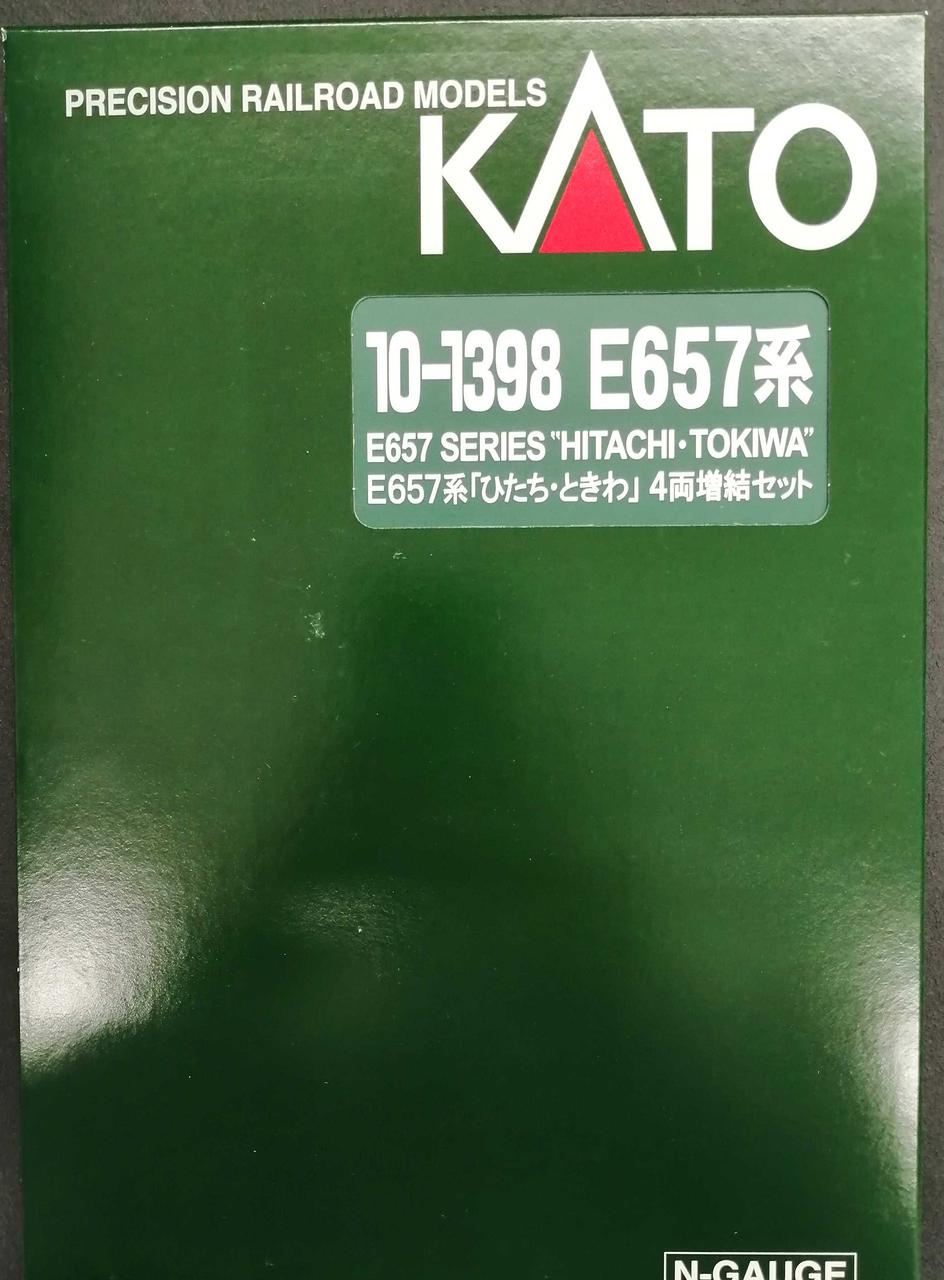 PRECISION RAILROAD MODELS
KATO
10-1398 E657系
E657 SERIES “HITACHI・TOKIWA”
E657系「ひたち・ときわ」 4両増結セット
N-GAUGE